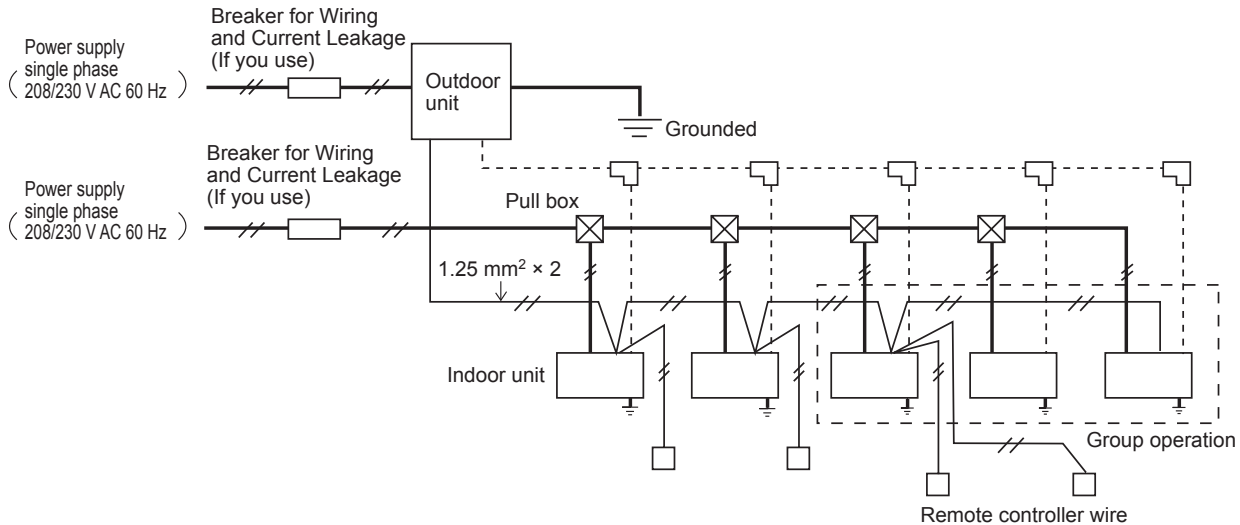 Breaker for Wiring
and Current Leakage
(If you use)
Power supply
single phase
( 208/230 V AC 60 Hz )
Outdoor
unit
Grounded
Breaker for Wiring
and Current Leakage
(If you use)
Power supply
single phase
( 208/230 V AC 60 Hz )
Pull box
1.25 mm² × 2
Indoor unit
Group operation
Remote controller wire